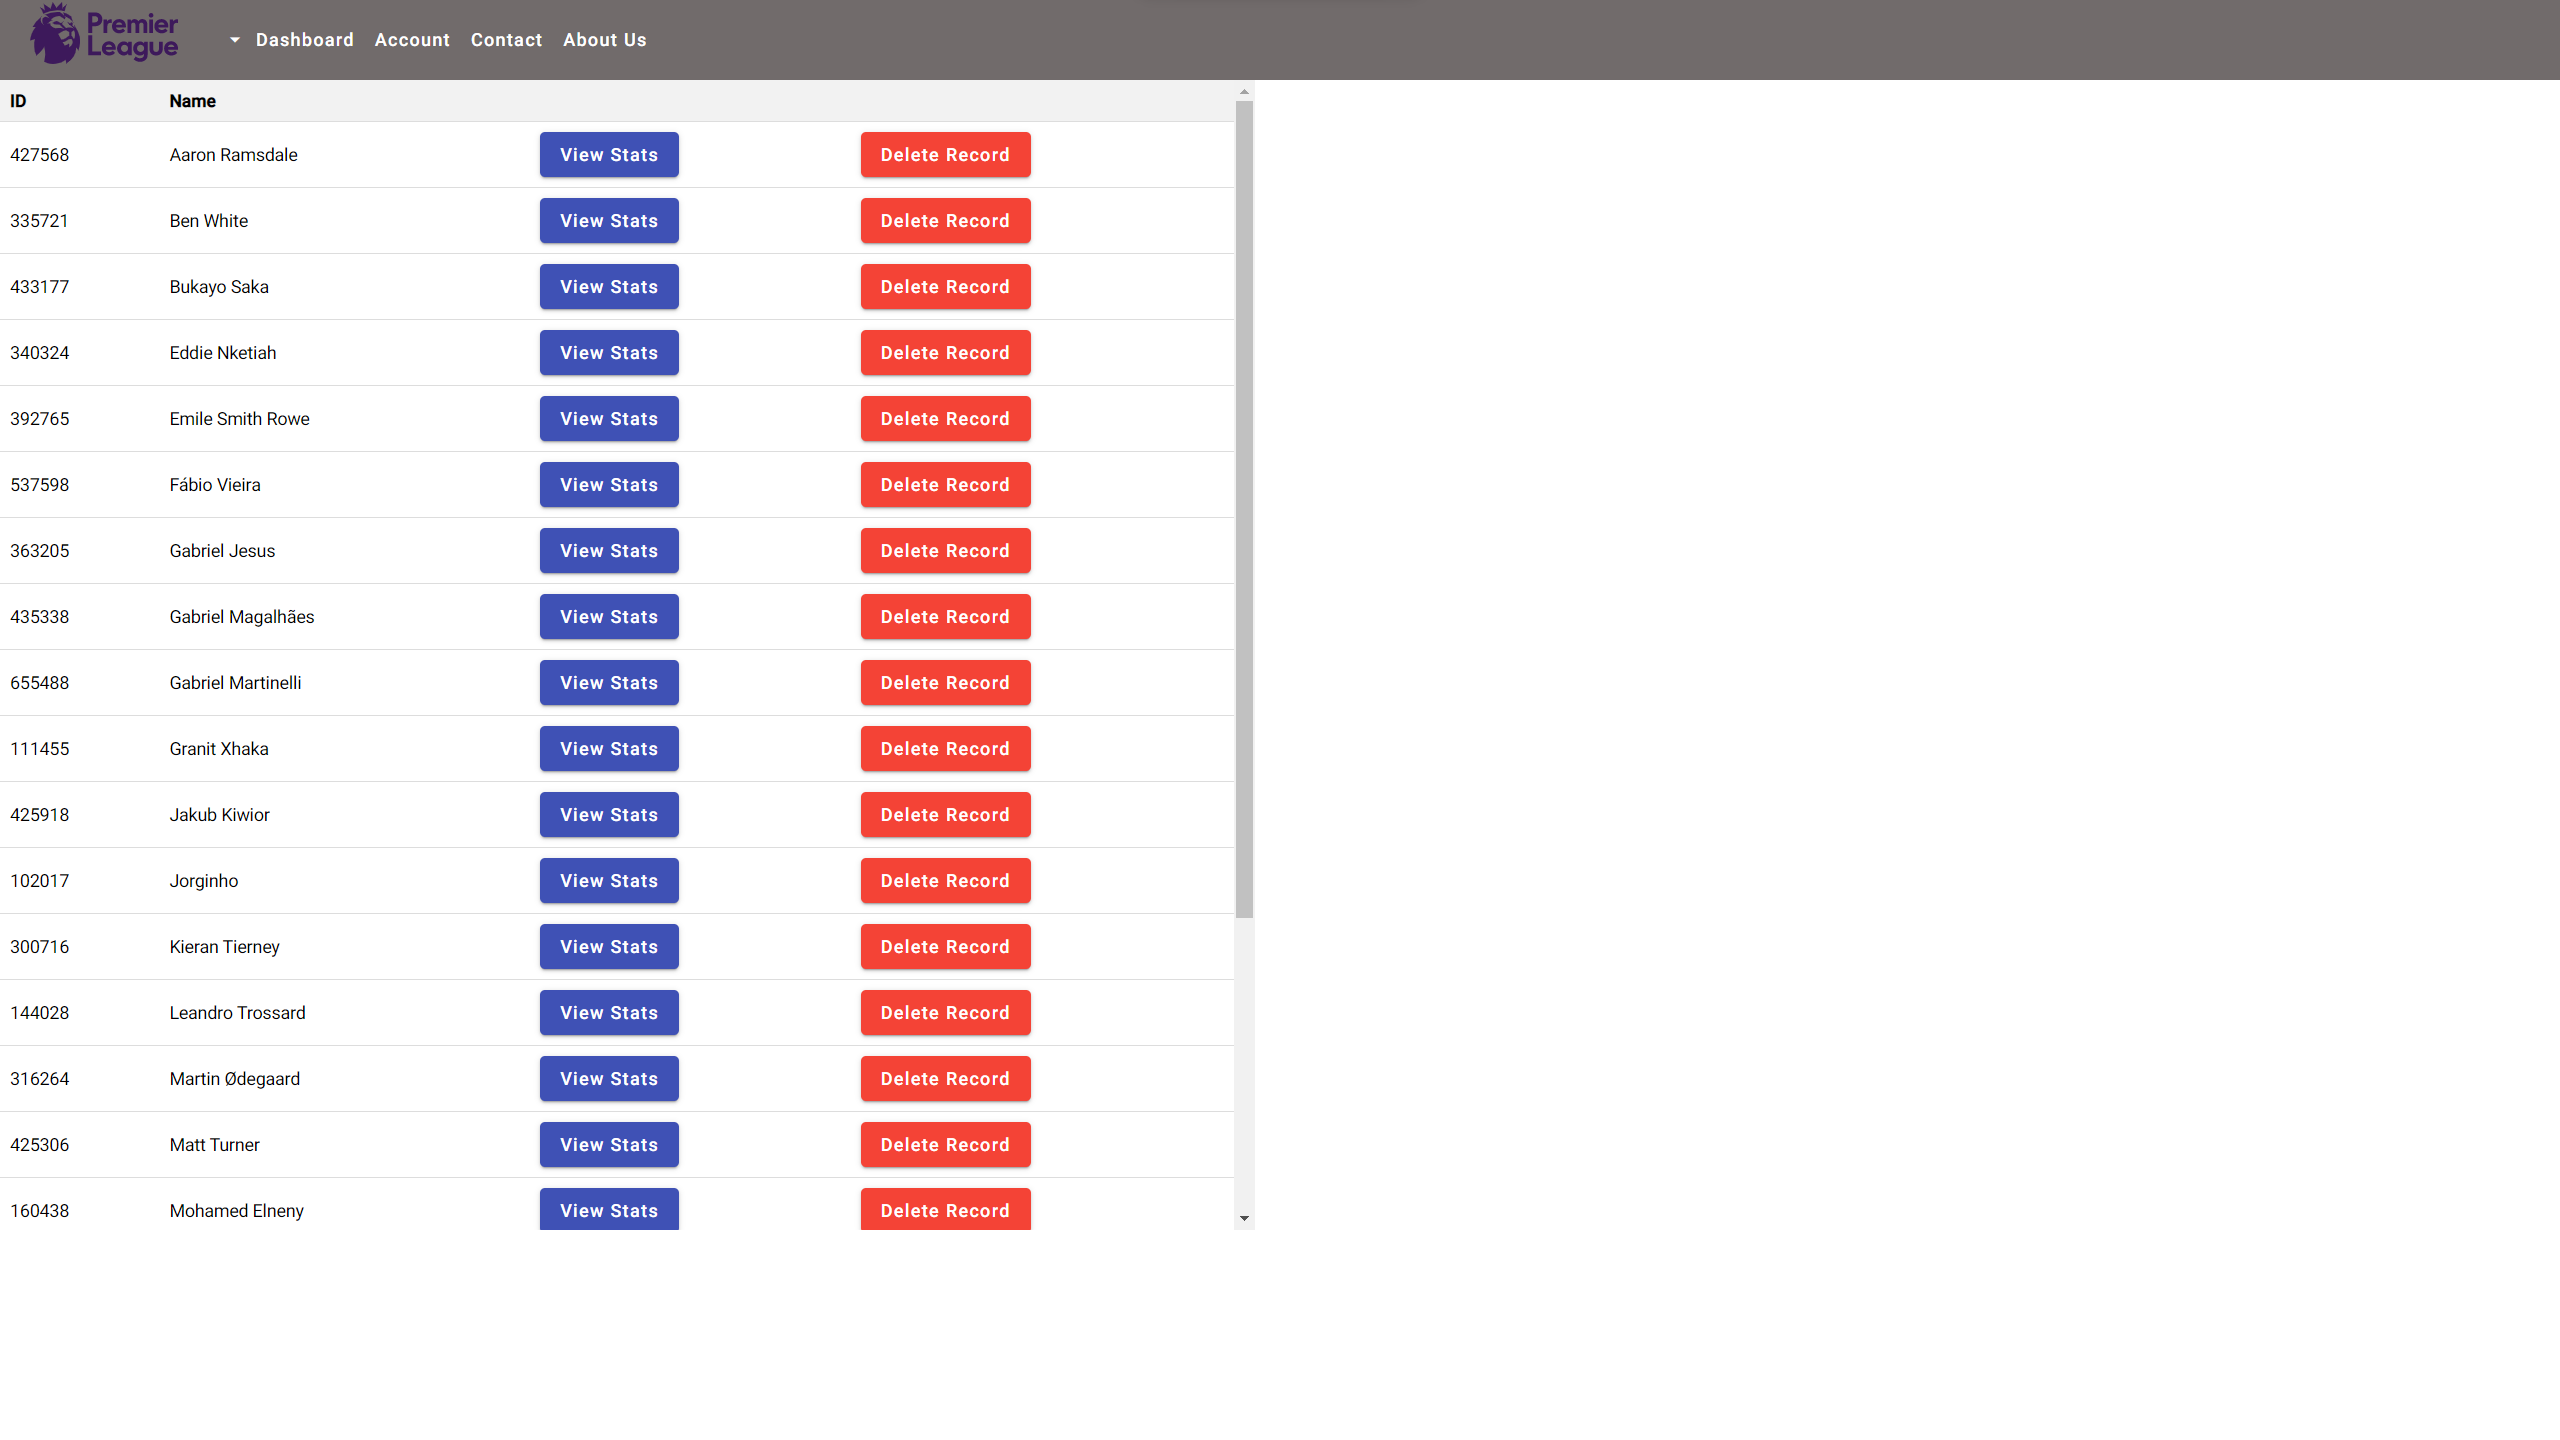 Premier
League
Dashboard Account Contact About Us
ID Name
427568 Aaron Ramsdale View Stats Delete Record
335721 Ben White View Stats Delete Record
433177 Bukayo Saka View Stats Delete Record
340324 Eddie Nketiah View Stats Delete Record
392765 Emile Smith Rowe View Stats Delete Record
537598 Fábio Vieira View Stats Delete Record
363205 Gabriel Jesus View Stats Delete Record
435338 Gabriel Magalhães View Stats Delete Record
655488 Gabriel Martinelli View Stats Delete Record
111455 Granit Xhaka View Stats Delete Record
425918 Jakub Kiwior View Stats Delete Record
102017 Jorginho View Stats Delete Record
300716 Kieran Tierney View Stats Delete Record
144028 Leandro Trossard View Stats Delete Record
316264 Martin Ødegaard View Stats Delete Record
425306 Matt Turner View Stats Delete Record
160438 Mohamed Elneny View Stats Delete Record